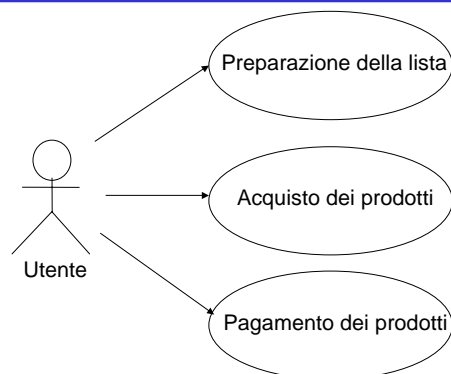 Preparazione della lista
Acquisto dei prodotti
Utente
Pagamento dei prodotti